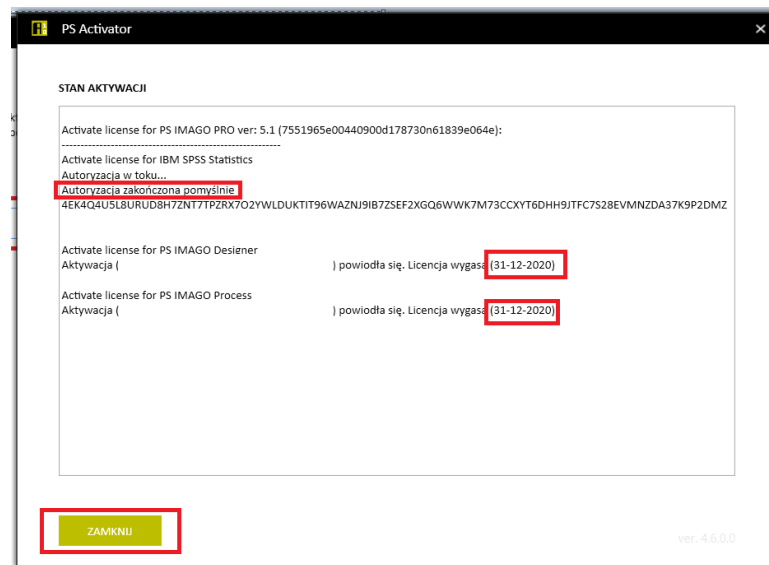 PS Activator
STAN AKTYWACJI
Activate license for PS IMAGO PRO ver: 5.1 (7551965e00440900d178730n61839e064e):
------------------------------------------------------
Activate license for IBM SPSS Statistics
Autoryzacja w toku...
Autoryzacja zakończona pomyślnie
4EK4Q4U5L8URUD8H7ZNT7TPZRX7O2YWLDUKTIT96WAZNJ9IB7ZSEF2XGQ6WWK7M73CCXYT6DHH9JTFC7S28EVMNZDA37K9P2DMZ
Activate license for PS IMAGO Designer
Aktywacja ( ) powiodła się. Licencja wygasa (31-12-2020)
Activate license for PS IMAGO Process
Aktywacja ( ) powiodła się. Licencja wygasa (31-12-2020)
ZAMKNIJ
ver. 4.6.0.0